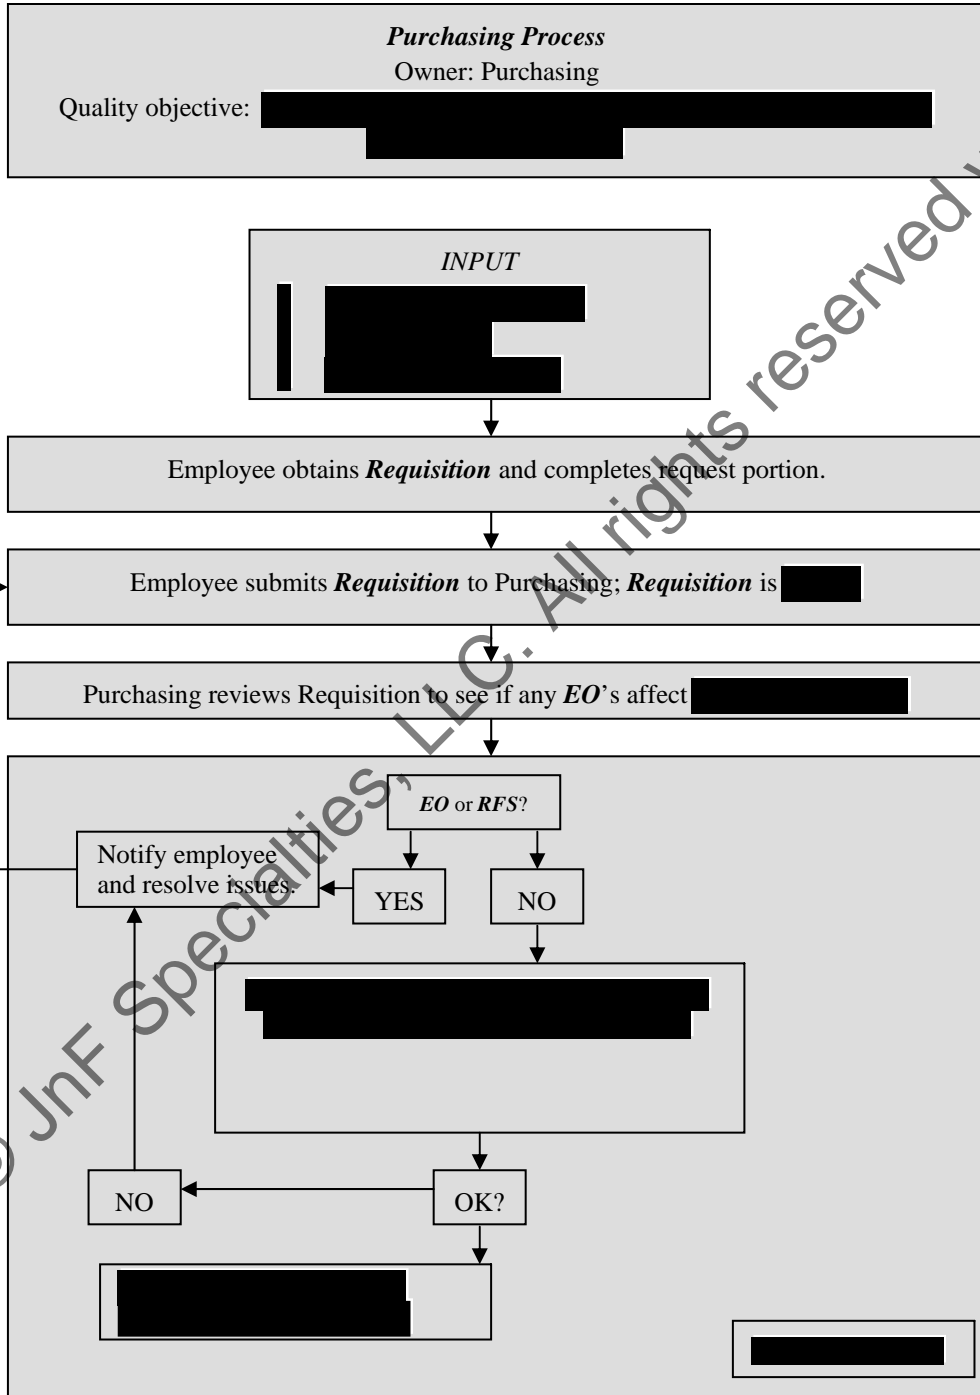 Purchasing Process
Owner: Purchasing
Quality objective:
INPUT
Employee obtains Requisition and completes request portion.
Employee submits Requisition to Purchasing; Requisition is
Purchasing reviews Requisition to see if any EO's affect
EO or RFS?
Notify employee
and resolve issues.
YES
NO
NO
OK?
© JnF Specialties, LLC. All rights reserved